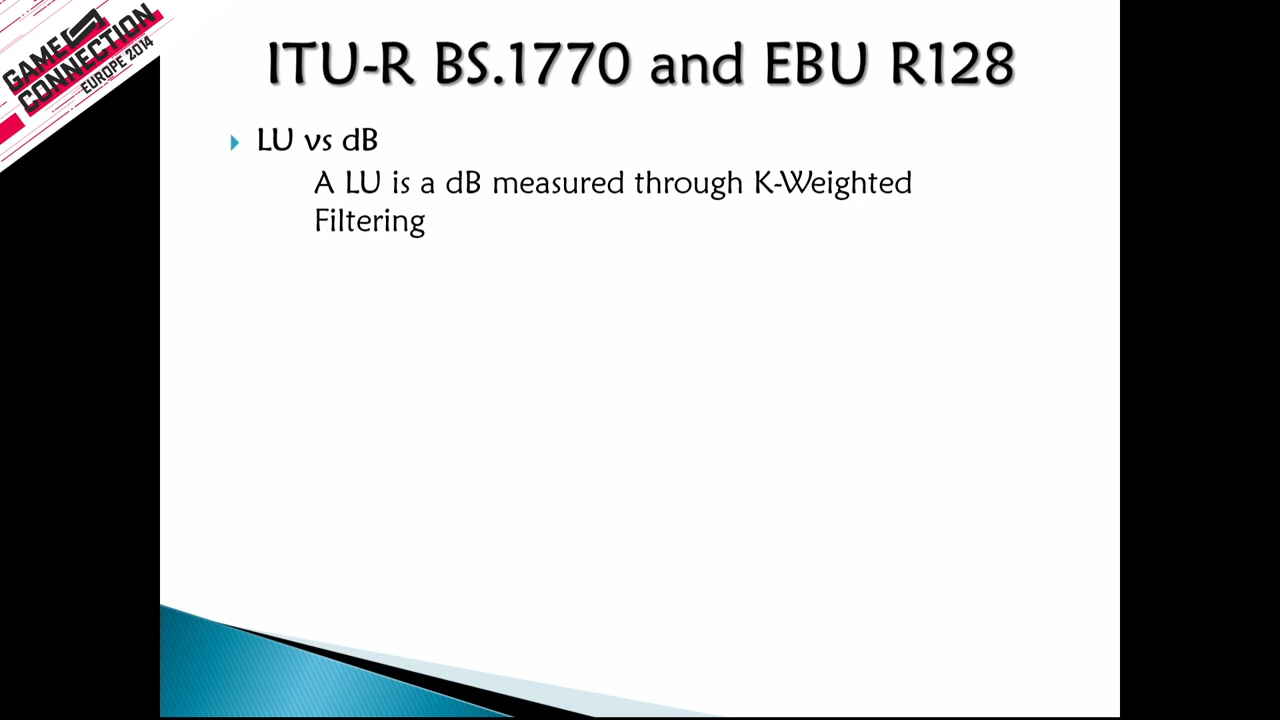 GAME
CONNECTION
EUROPE 2014
ITU-R BS.1770 and EBU R128
LU vs dB
A LU is a dB measured through K-Weighted
Filtering